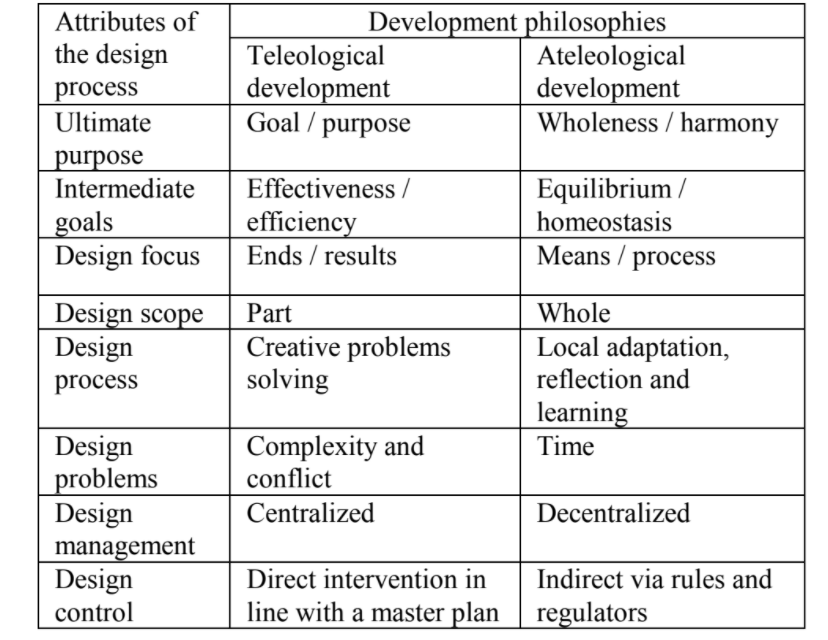 Attributes of the design process
Development philosophies
Teleological development
Ateleological development
Ultimate purpose
Goal / purpose
Wholeness / harmony
Intermediate goals
Effectiveness / efficiency
Equilibrium / homeostasis
Design focus
Ends / results
Means / process
Design scope
Part
Whole
Design process
Creative problems solving
Local adaptation, reflection and learning
Design problems
Complexity and conflict
Time
Design management
Centralized
Decentralized
Design control
Direct intervention in line with a master plan
Indirect via rules and regulators